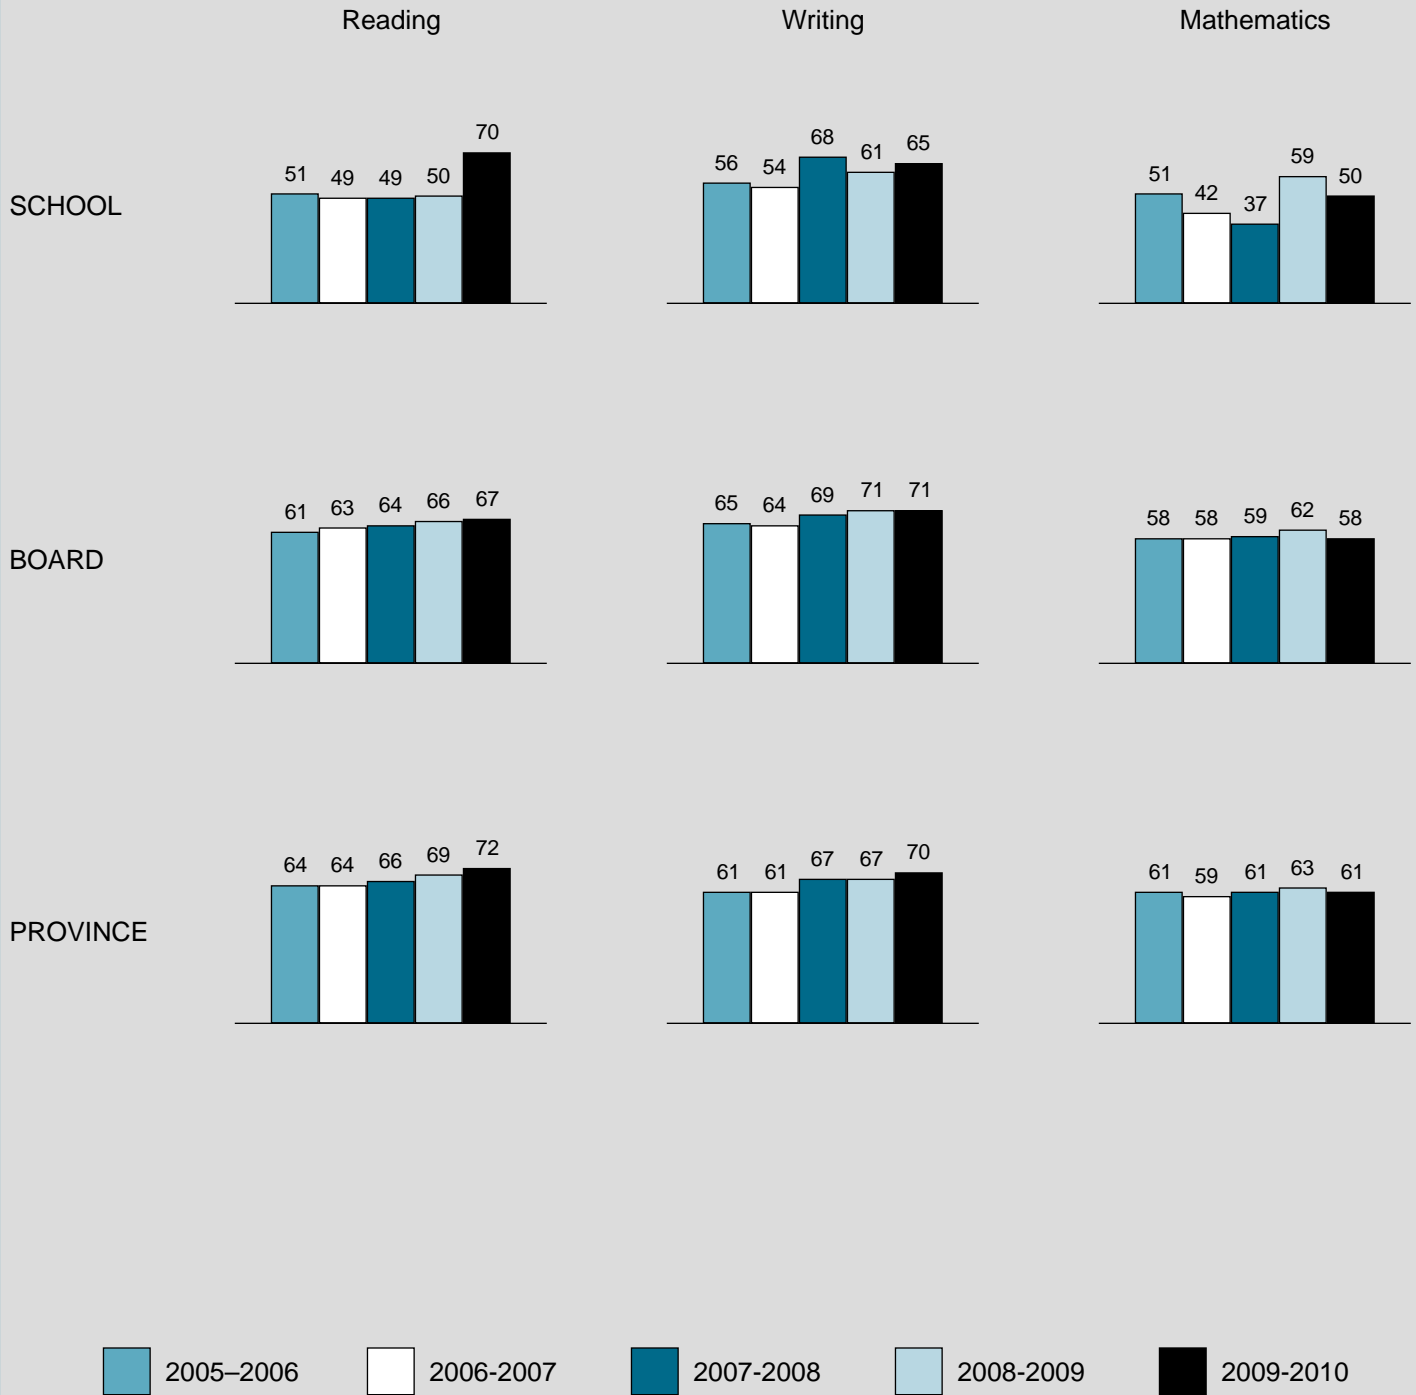 Reading Writing Mathematics
SCHOOL
51 49 49 50 70
56 54 68 61 65
51 42 37 59 50
BOARD
61 63 64 66 67
65 64 69 71 71
58 58 59 62 58
PROVINCE
64 64 66 69 72
61 61 67 67 70
61 59 61 63 61
2005–2006 2006-2007 2007-2008 2008-2009 2009-2010